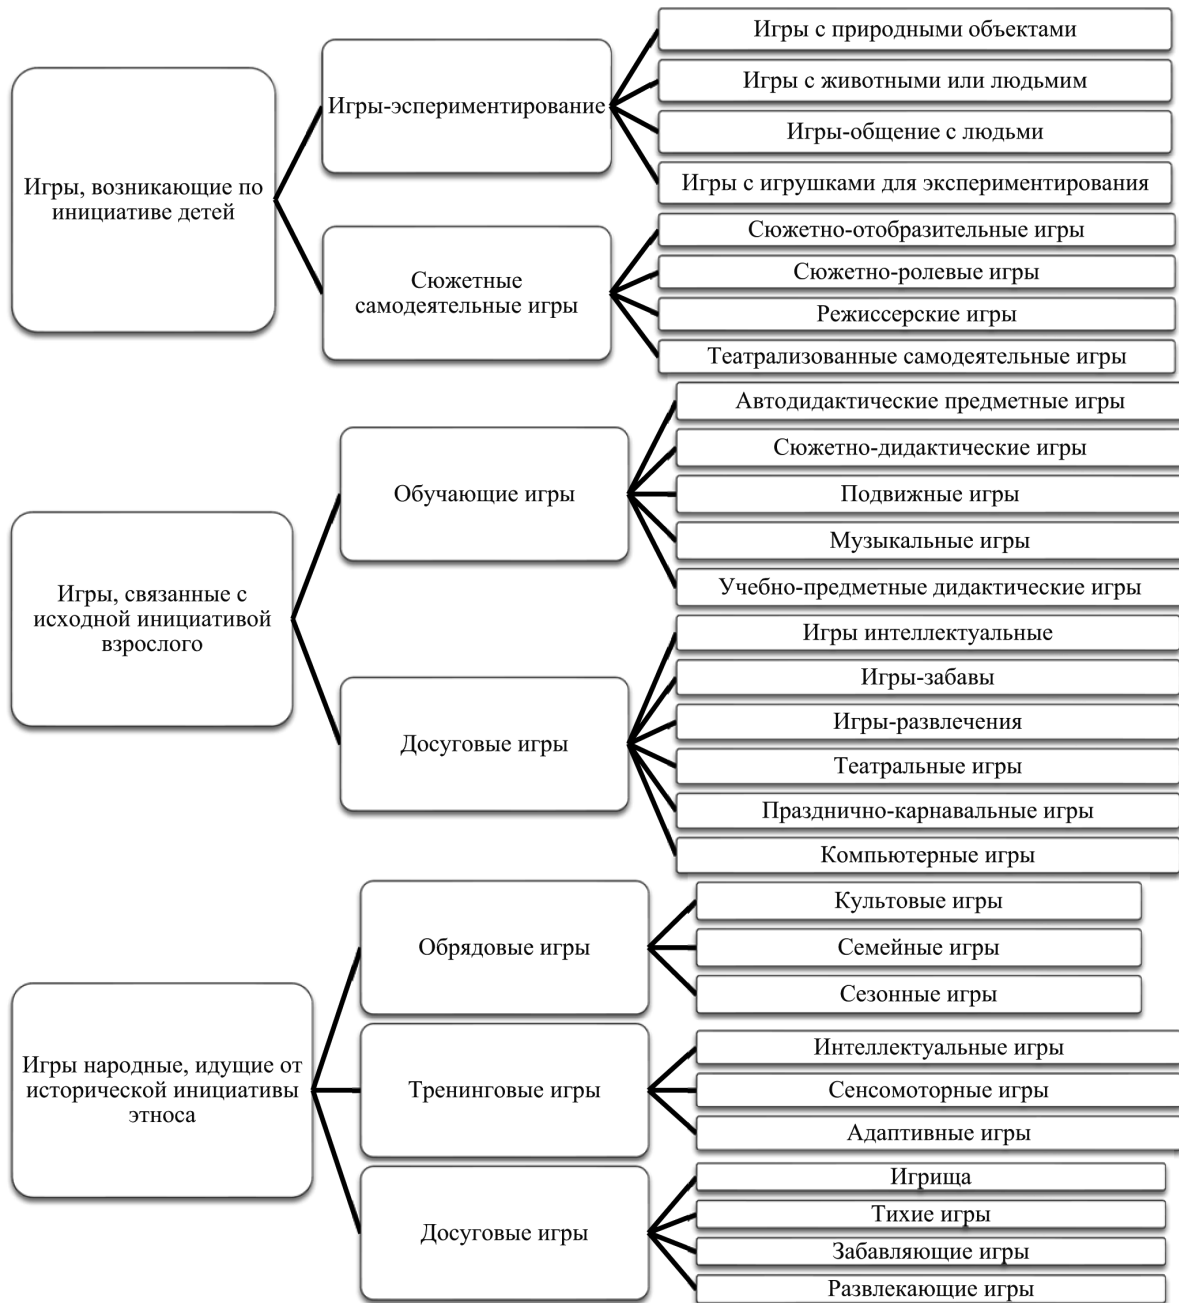 Игры, возникающие по
инициативе детей
Игры-эспериментирование
Игры с природными объектами
Игры с животными или людьмим
Игры-общение с людьми
Игры с игрушками для экспериментирования
Сюжетные
самодеятельные игры
Сюжетно-отобразительные игры
Сюжетно-ролевые игры
Режиссерские игры
Театрализованные самодеятельные игры
Игры, связанные с
исходной инициативой
взрослого
Обучающие игры
Автодидактические предметные игры
Сюжетно-дидактические игры
Подвижные игры
Музыкальные игры
Учебно-предметные дидактические игры
Досуговые игры
Игры интеллектуальные
Игры-забавы
Игры-развлечения
Театральные игры
Празднично-карнавальные игры
Компьютерные игры
Игры народные, идущие от
исторической инициативы
этноса
Обрядовые игры
Культовые игры
Семейные игры
Сезонные игры
Тренинговые игры
Интеллектуальные игры
Сенсомоторные игры
Адаптивные игры
Досуговые игры
Игрища
Тихие игры
Забавляющие игры
Развлекающие игры